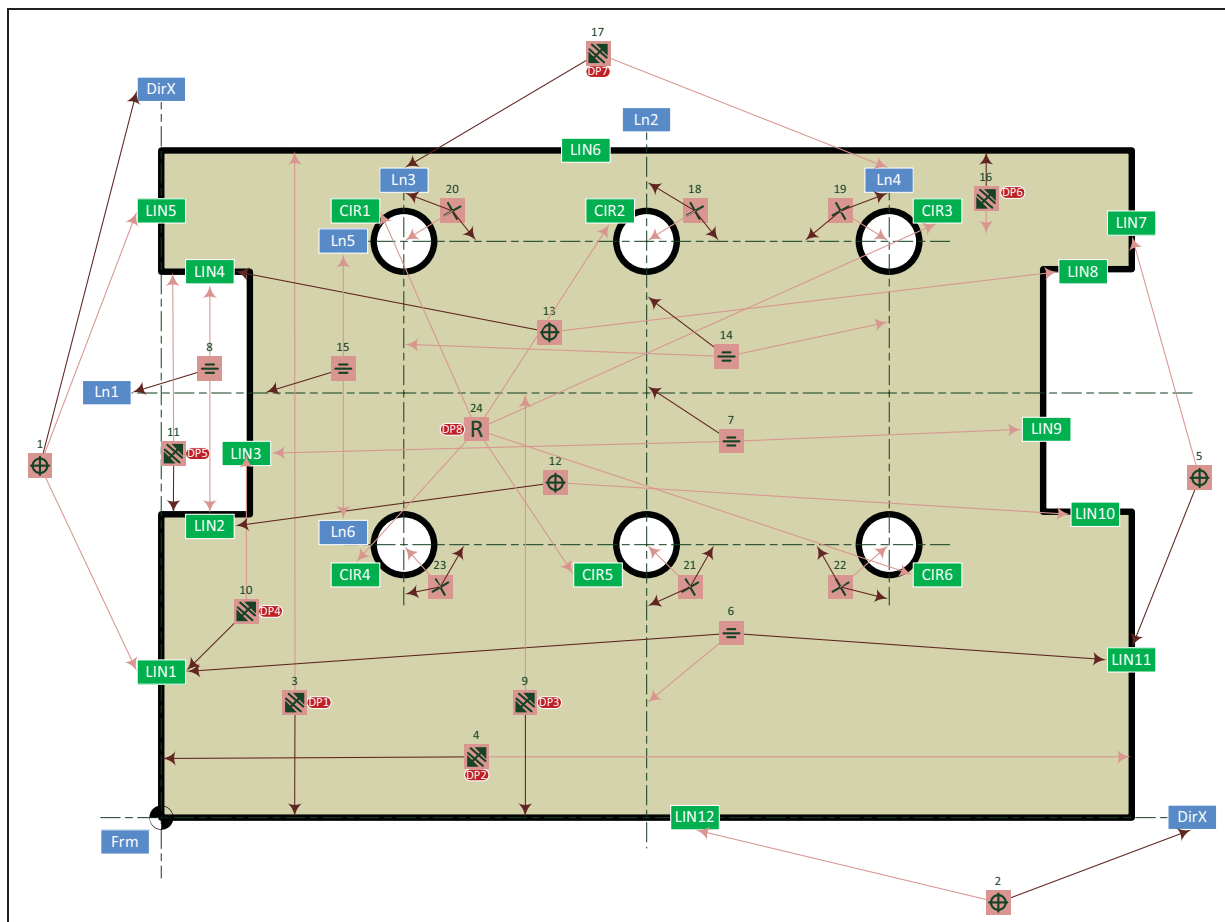 17
DP7
DirX
Ln2
LIN6
Ln3
20
18
19
Ln4
16
DP6
LIN5
CIR1
CIR2
CIR3
LIN7
Ln5
LIN4
LIN8
13
8
15
14
Ln1
1
11
DP5
LIN3
24
DP8
R
7
LIN9
12
5
LIN2
Ln6
LIN10
CIR4
23
CIR5
21
22
CIR6
10
DP4
6
LIN1
LIN11
3
DP1
9
DP3
4
DP2
Frm
LIN12
DirX
2